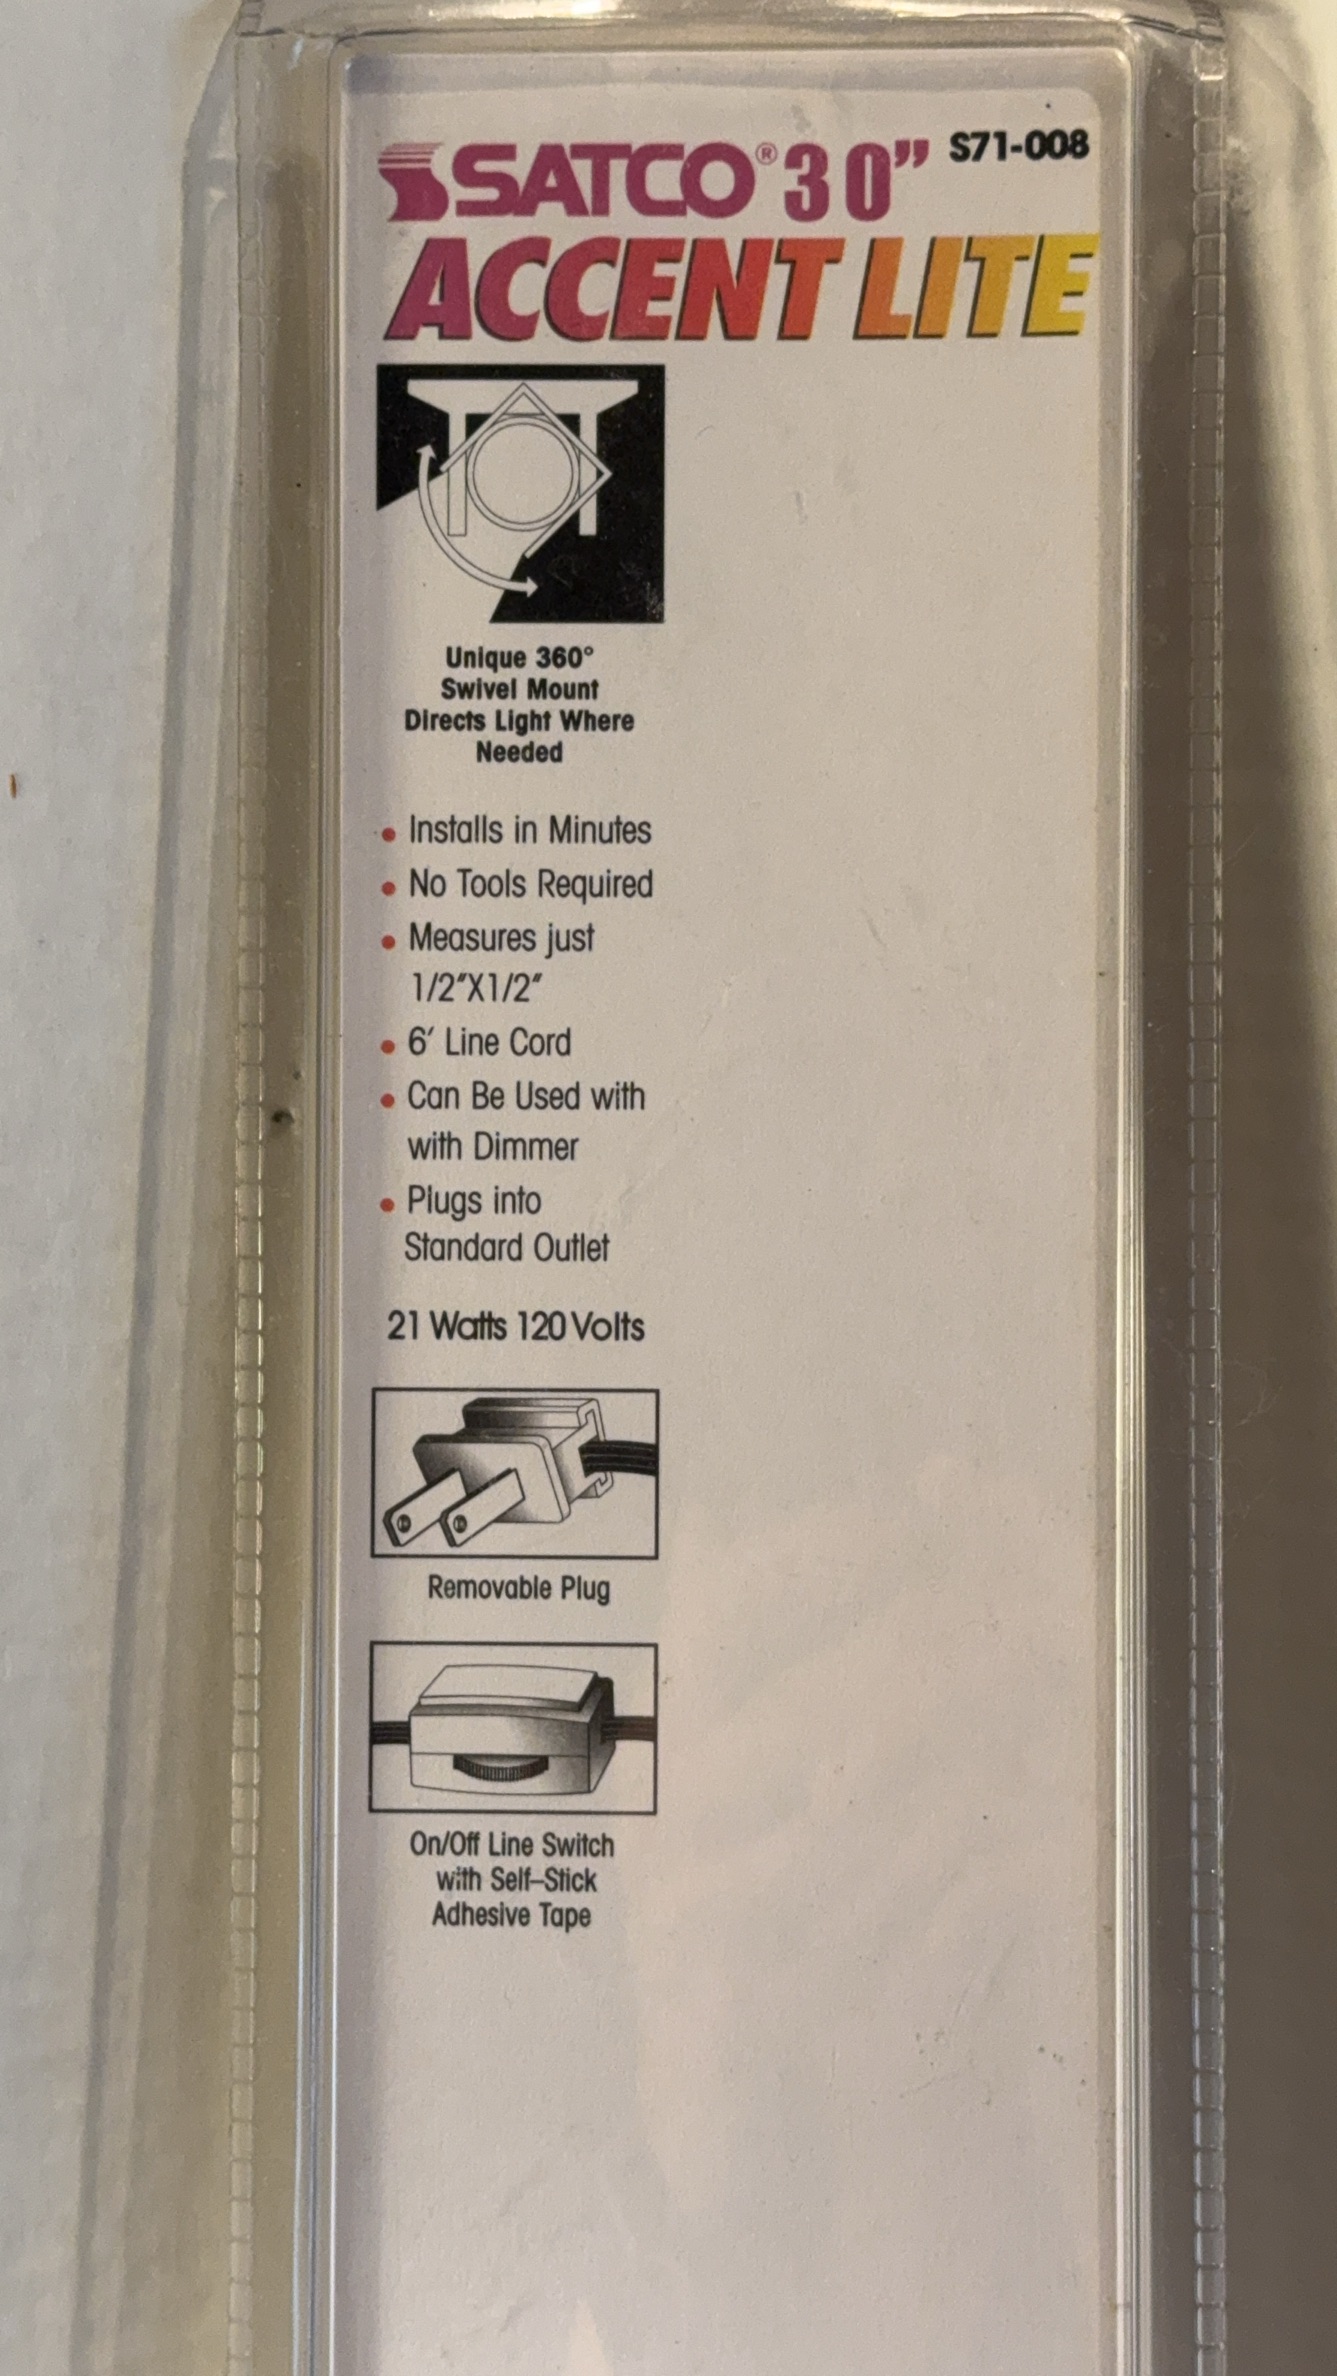 SATCO® 30” S71-008
ACCENT LITE
Unique 360°
Swivel Mount
Directs Light Where
Needed
• Installs in Minutes
• No Tools Required
• Measures just
1/2″X1/2″
• 6′ Line Cord
• Can Be Used with
with Dimmer
• Plugs into
Standard Outlet
21 Watts 120 Volts
Removable Plug
On/Off Line Switch
with Self–Stick
Adhesive Tape